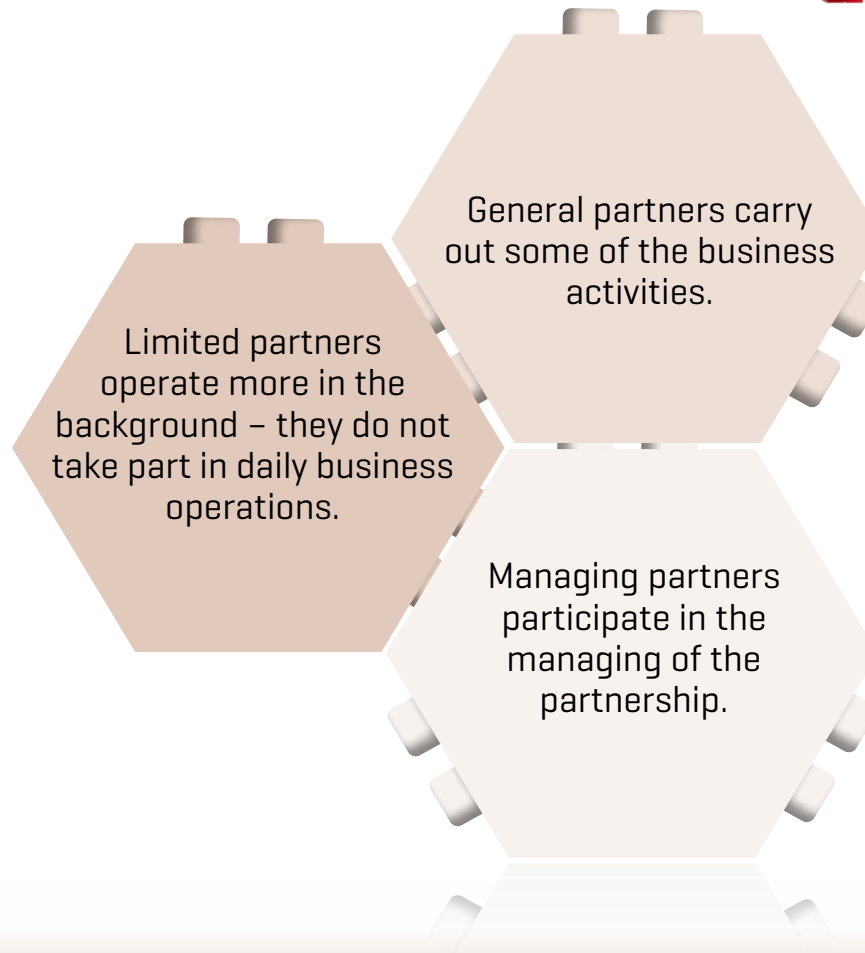 General partners carry
out some of the business
activities.
Limited partners
operate more in the
background – they do not
take part in daily business
operations.
Managing partners
participate in the
managing of the
partnership.